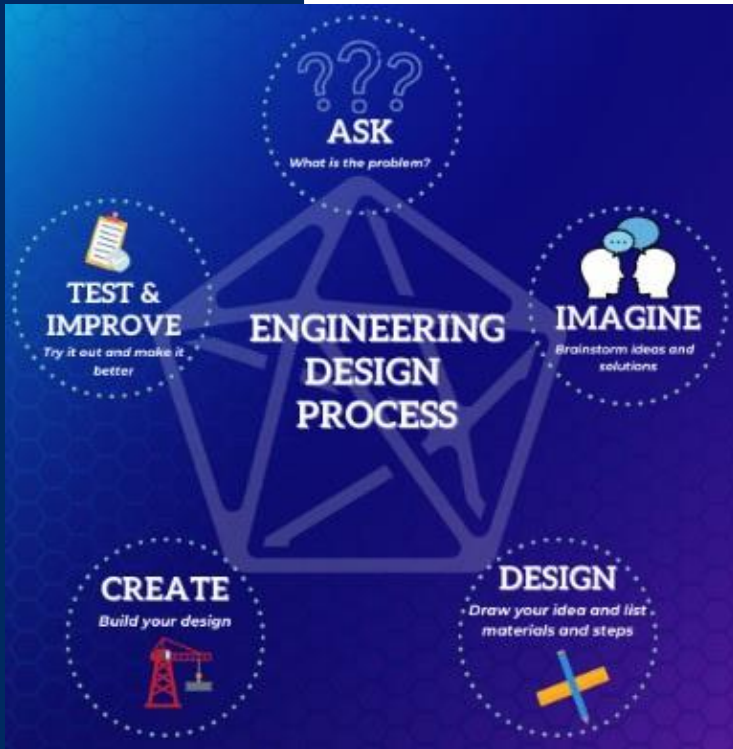 ???
ASK
What is the problem?
IMAGINE
Brainstorm ideas and
solutions
TEST &
IMPROVE
Try it out and make it
better
ENGINEERING
DESIGN
PROCESS
DESIGN
Draw your idea and list
materials and steps
CREATE
Build your design